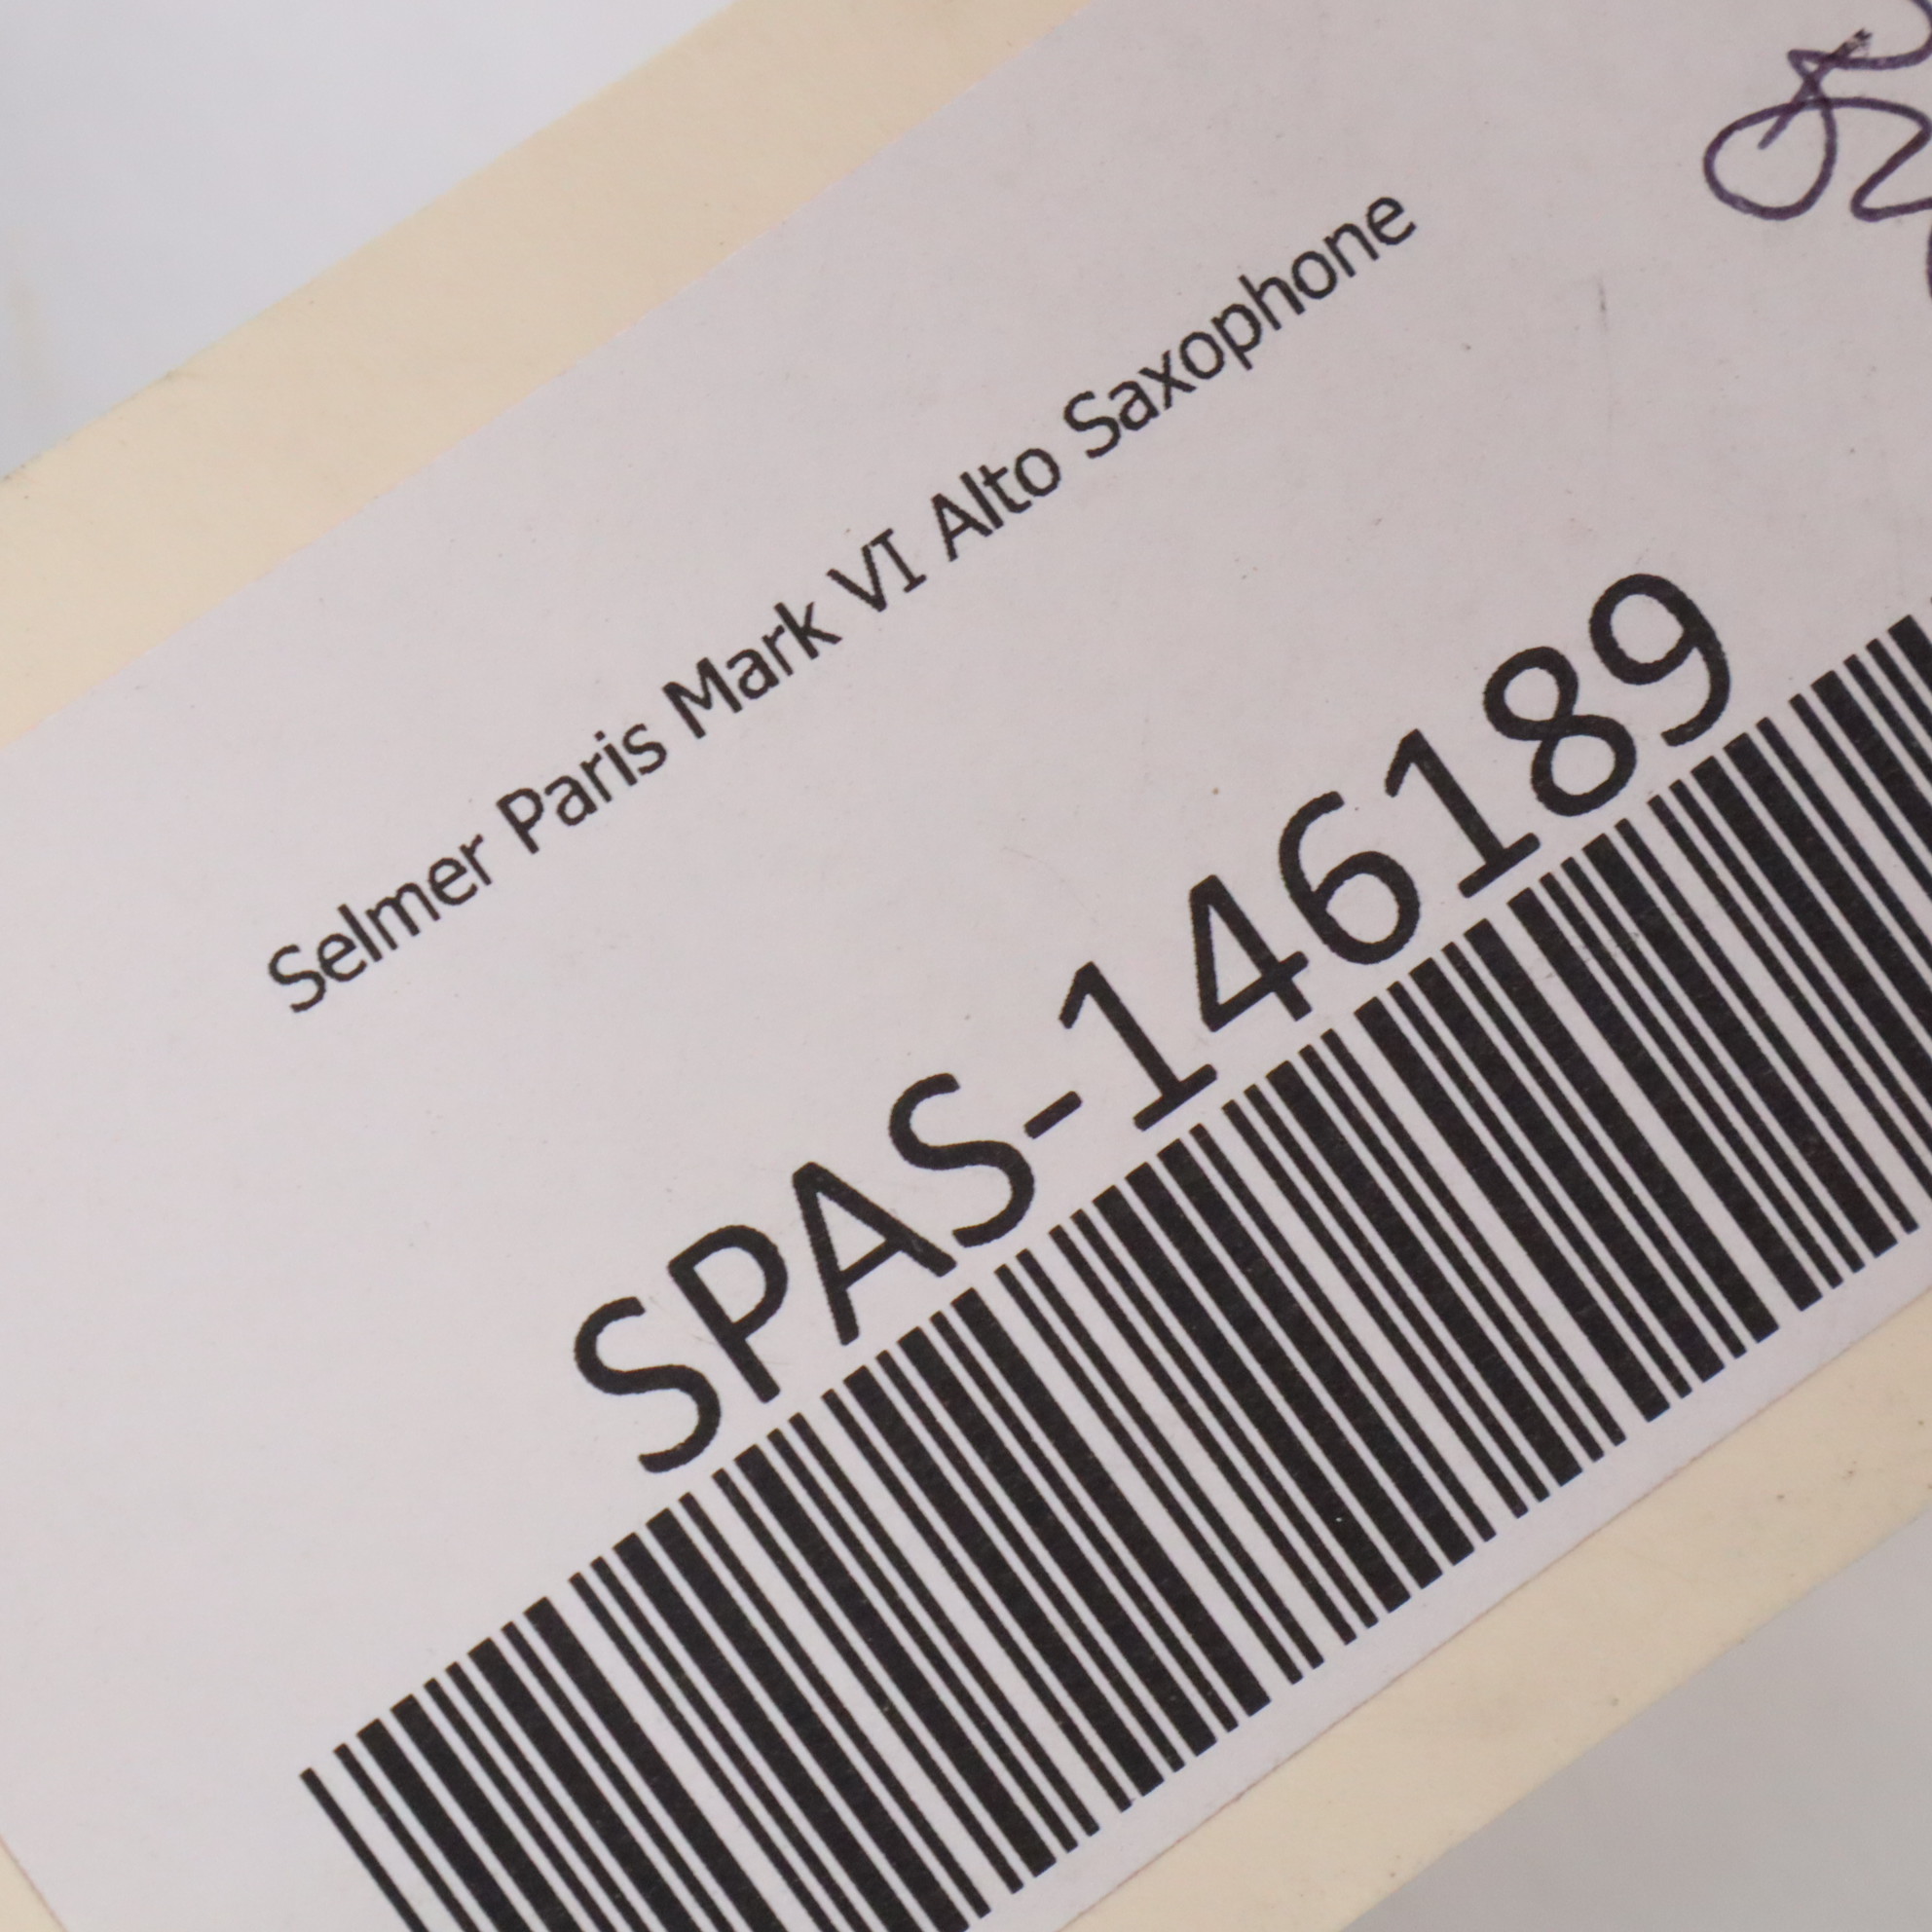 Selmer Paris Mark VI Alto Saxophone
SPAS-146189